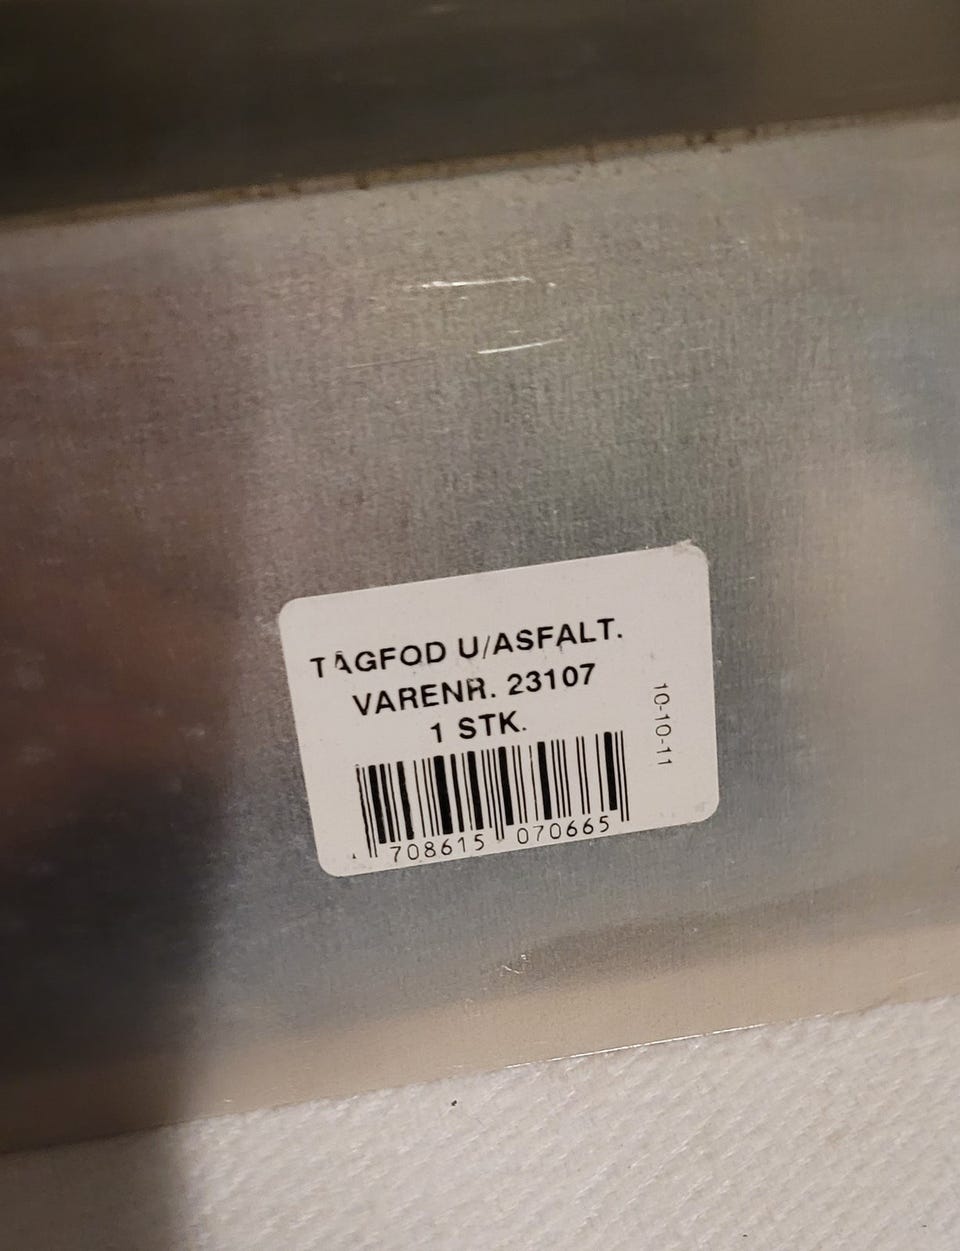 TAGFOD U/ASFALT.
VARENR. 23107
1 STK.
10-10-11
708615 070665